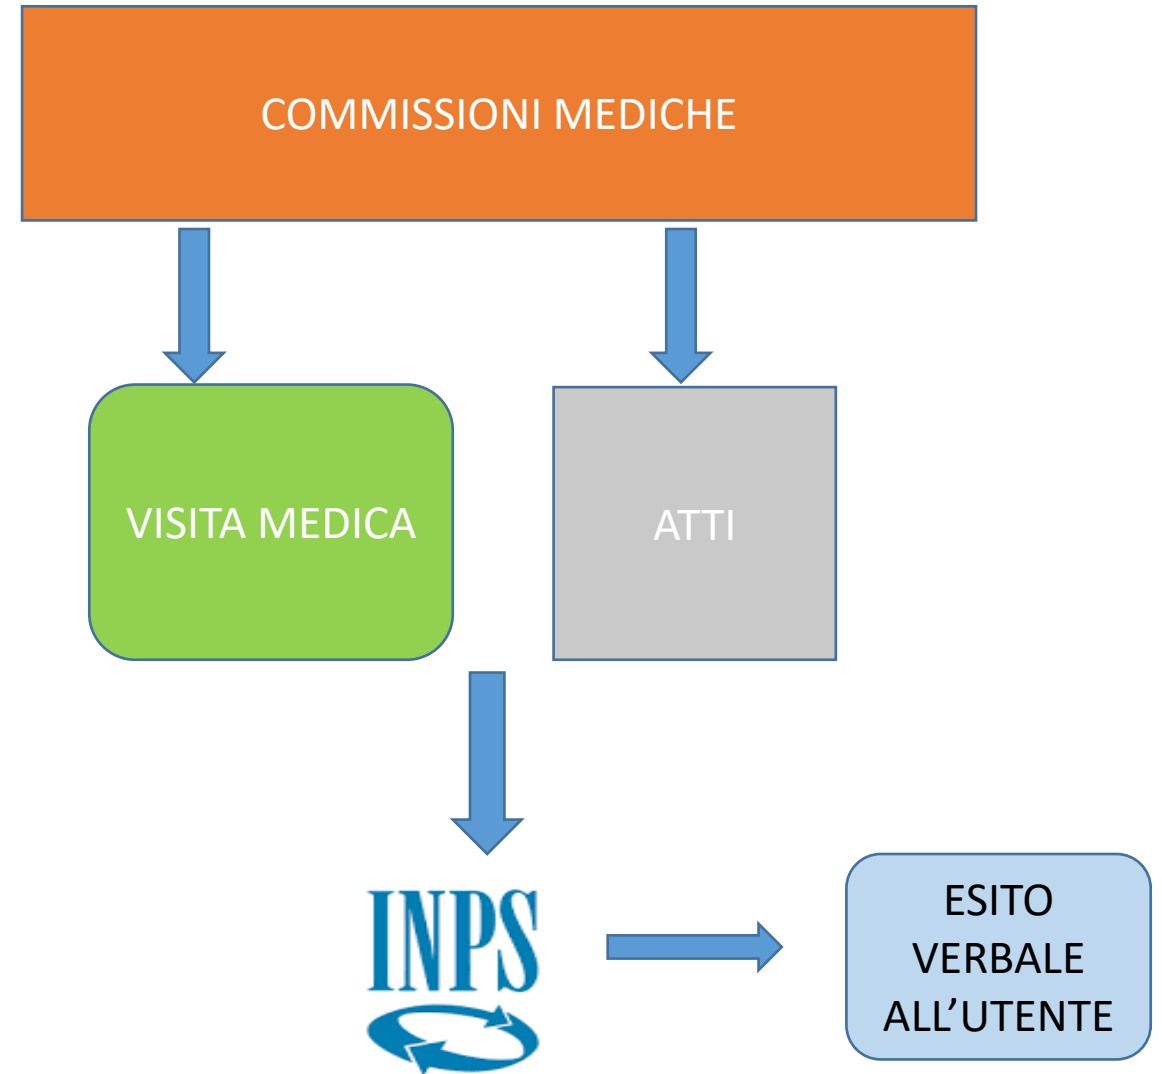 COMMISSIONI MEDICHE
VISITA MEDICA
ATTI
INPS
ESITO
VERBALE
ALL’UTENTE